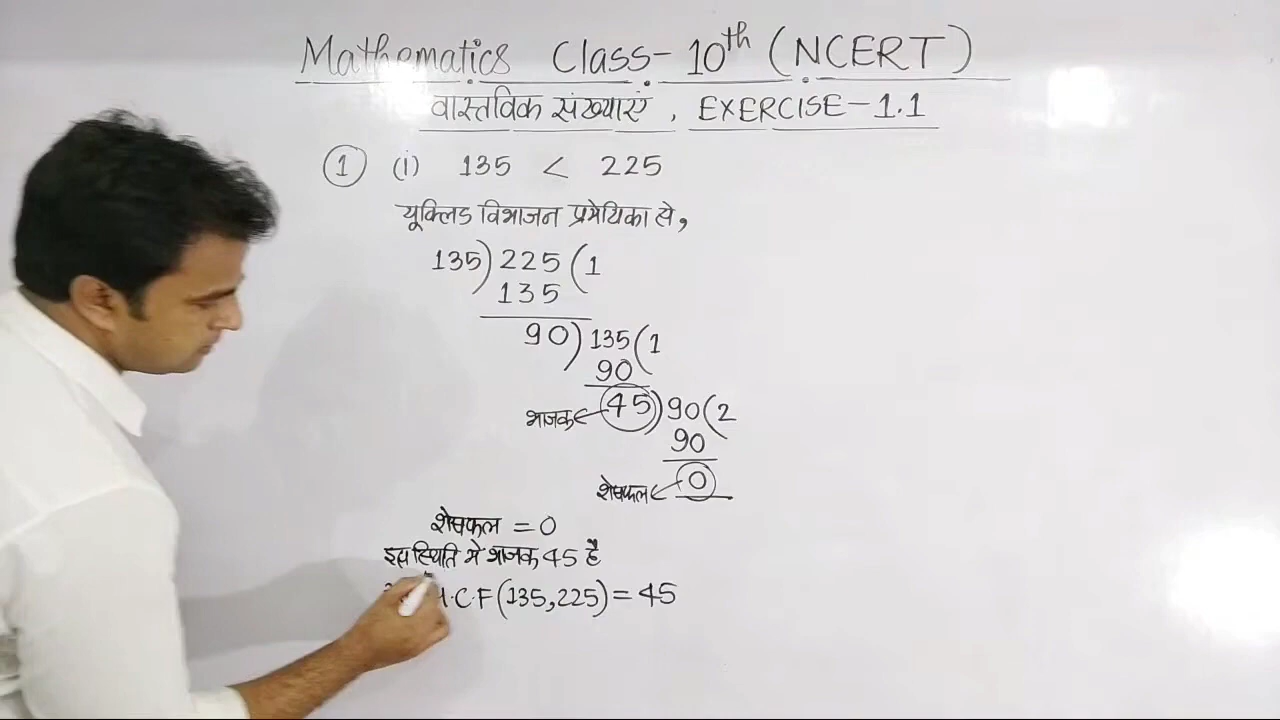 Mathematics Class-10th (NCERT)
वास्तविक संख्याएं, EXERCISE-1.1
① (i) 135 < 225
यूक्लिड विभाजन प्रमेयिका से,
135)225(1
135
90)135(1
90
भाजक ← 45)90(2
90
शेषफल ← 0
शेषफल = 0
इस स्थिति मे भाजक 45 है
H.C.F(135,225)=45